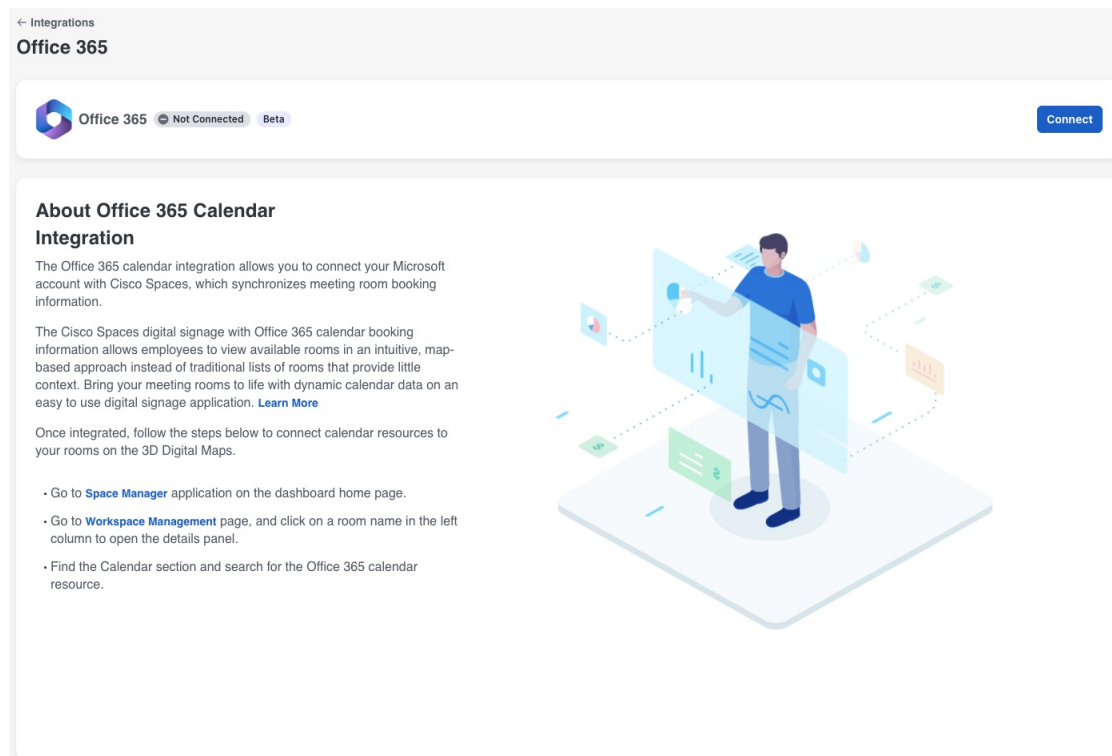 ← Integrations
Office 365
Office 365 Not Connected Beta
Connect
About Office 365 Calendar
Integration
The Office 365 calendar integration allows you to connect your Microsoft
account with Cisco Spaces, which synchronizes meeting room booking
information.
The Cisco Spaces digital signage with Office 365 calendar booking
information allows employees to view available rooms in an intuitive, map-
based approach instead of traditional lists of rooms that provide little
context. Bring your meeting rooms to life with dynamic calendar data on an
easy to use digital signage application. Learn More
Once integrated, follow the steps below to connect calendar resources to
your rooms on the 3D Digital Maps.
• Go to Space Manager application on the dashboard home page.
• Go to Workspace Management page, and click on a room name in the left
column to open the details panel.
• Find the Calendar section and search for the Office 365 calendar
resource.
$
$
$